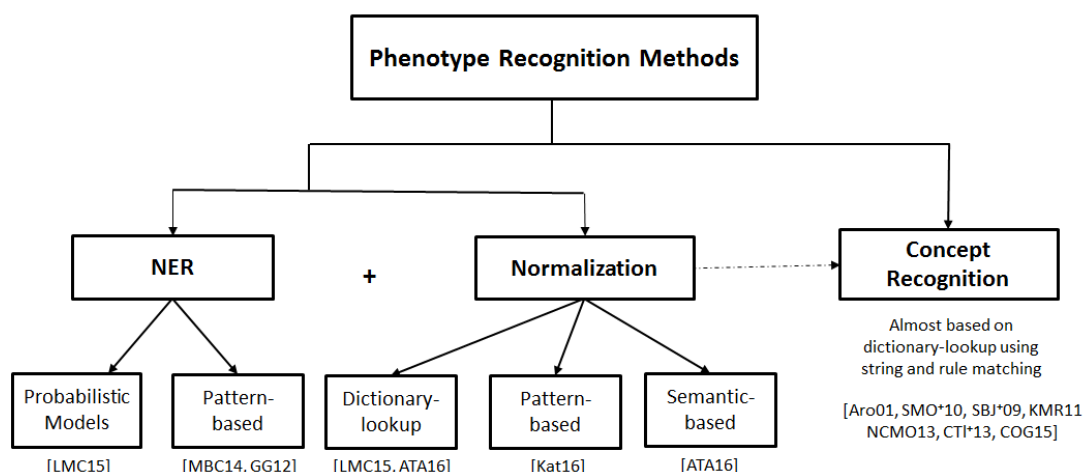 Phenotype Recognition Methods
NER
+
Normalization
Concept
Recognition
Almost based on
dictionary-lookup using
string and rule matching
[Aro01, SMO⁺10, SBJ⁺09, KMR11
NCMO13, CTI⁺13, COG15]
Probabilistic
Models
[LMC15]
Pattern-
based
[MBC14, GG12]
Dictionary-
lookup
[LMC15, ATA16]
Pattern-
based
[Kat16]
Semantic-
based
[ATA16]